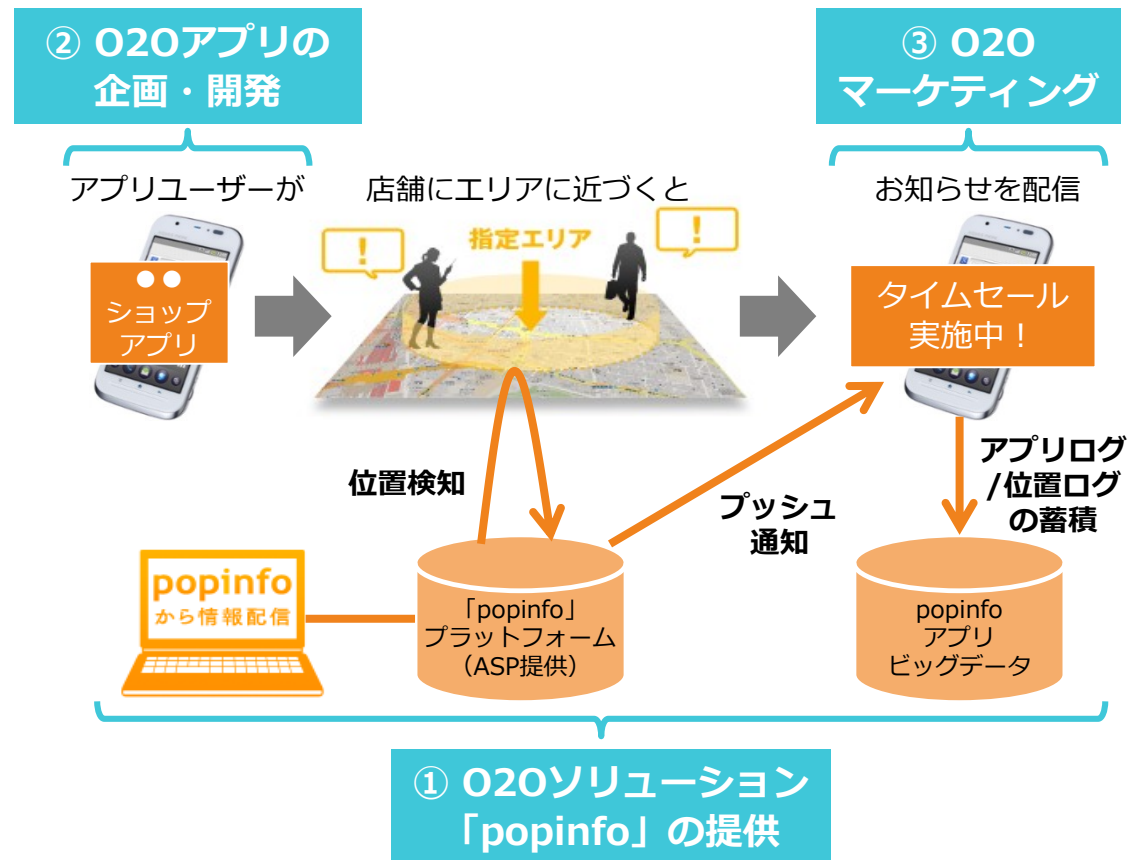 ② O2Oアプリの
企画・開発
③ O2O
マーケティング
アプリユーザーが
店舗にエリアに近づくと
お知らせを配信
!
指定エリア
!
●●
ショップ
アプリ
タイムセール
実施中！
位置検知
プッシュ
通知
アプリログ
/位置ログ
の蓄積
popinfo
から情報配信
「popinfo」
プラットフォーム
（ASP提供）
popinfo
アプリ
ビッグデータ
① O2Oソリューション
「popinfo」の提供